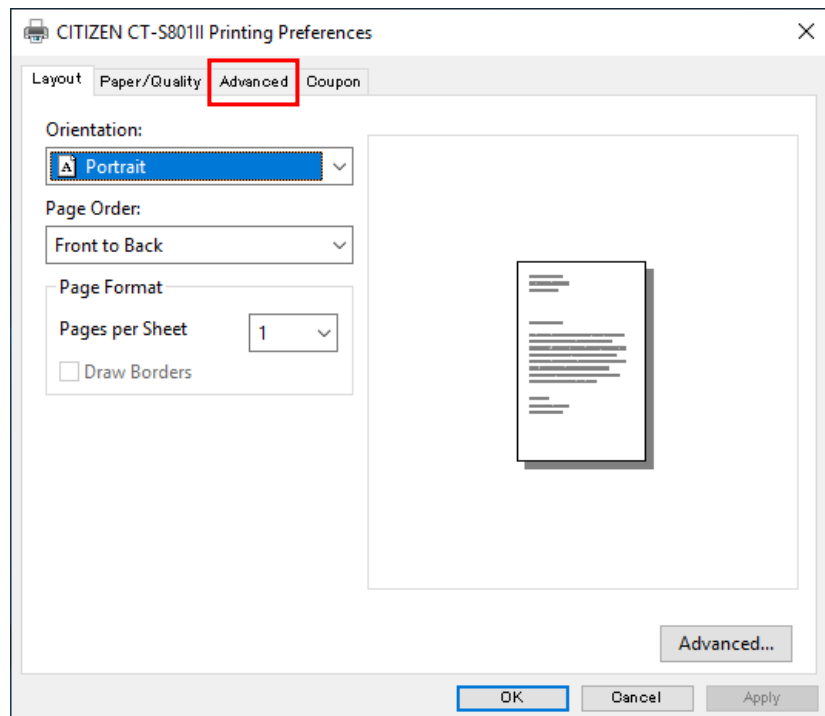 CITIZEN CT-S801II Printing Preferences
Layout Paper/Quality Advanced Coupon
Orientation:
Portrait
Page Order:
Front to Back
Page Format
Pages per Sheet 1
Draw Borders
Advanced...
OK Cancel Apply